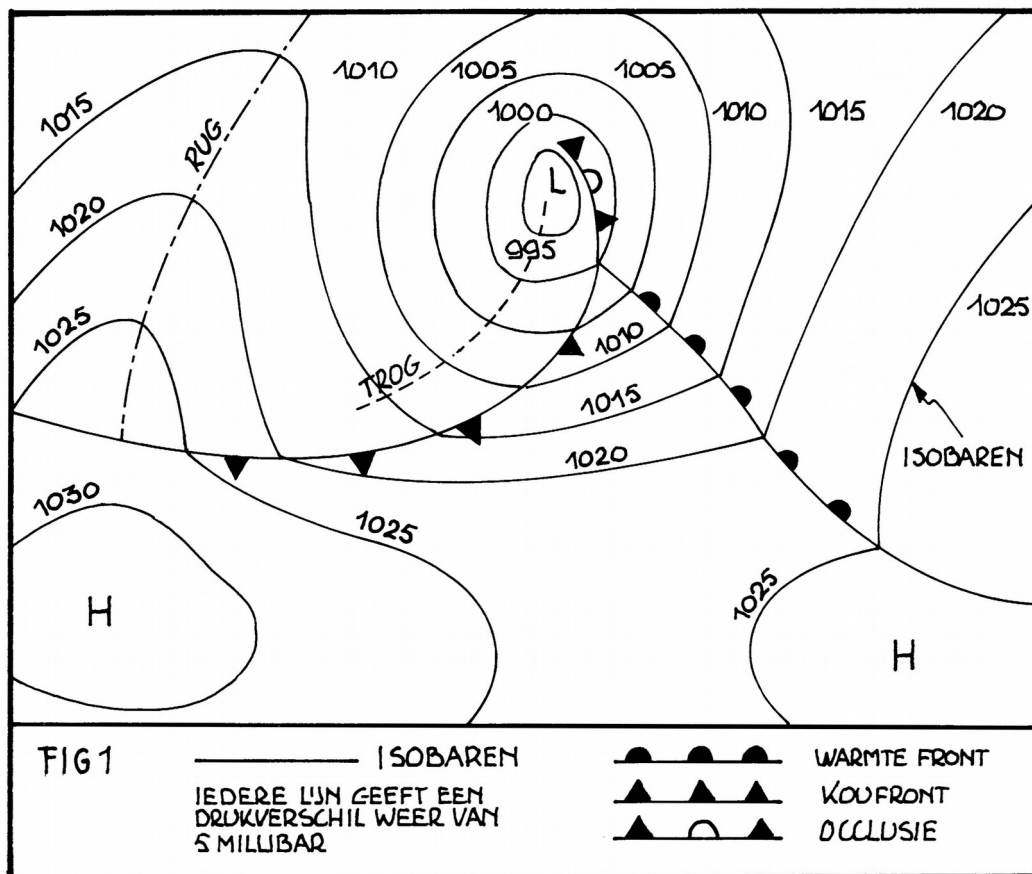 1010
1005
1005
1000
1010
1015
1020
1015
RUG
L
1020
995
1025
1025
1010
TROG
1015
ISOBAREN
1020
1030
1025
1025
H
H
FIG 1
ISOBAREN
IEDERE LIJN GEEFT EEN
DRUKVERSCHIL WEER VAN
5 MILLIBAR
WARMTE FRONT
KOUFRONT
OCCLUSIE